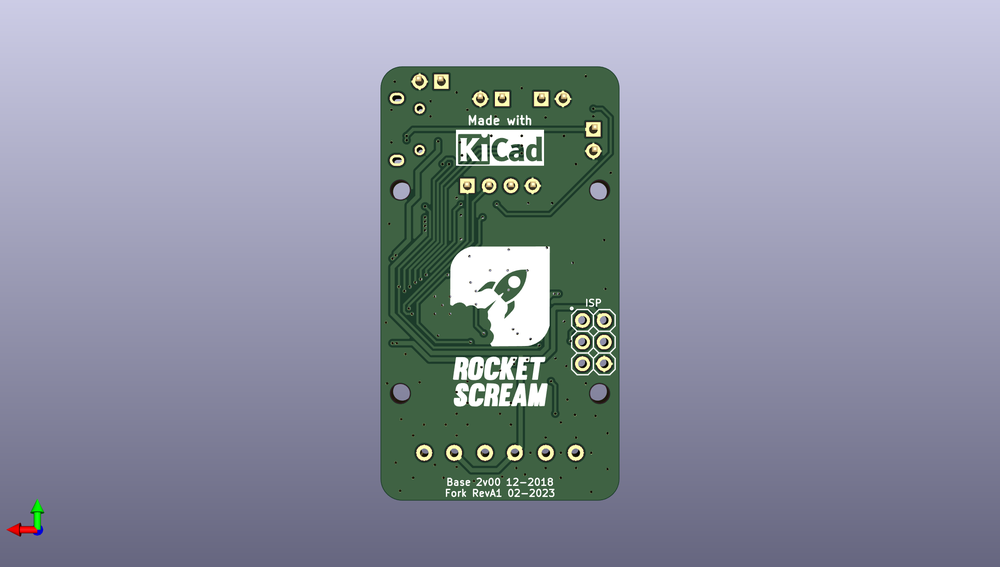 Made with
KiCad
ISP
ROCKET
SCREAM
Base 2v00 12-2018
Fork RevA1 02-2023